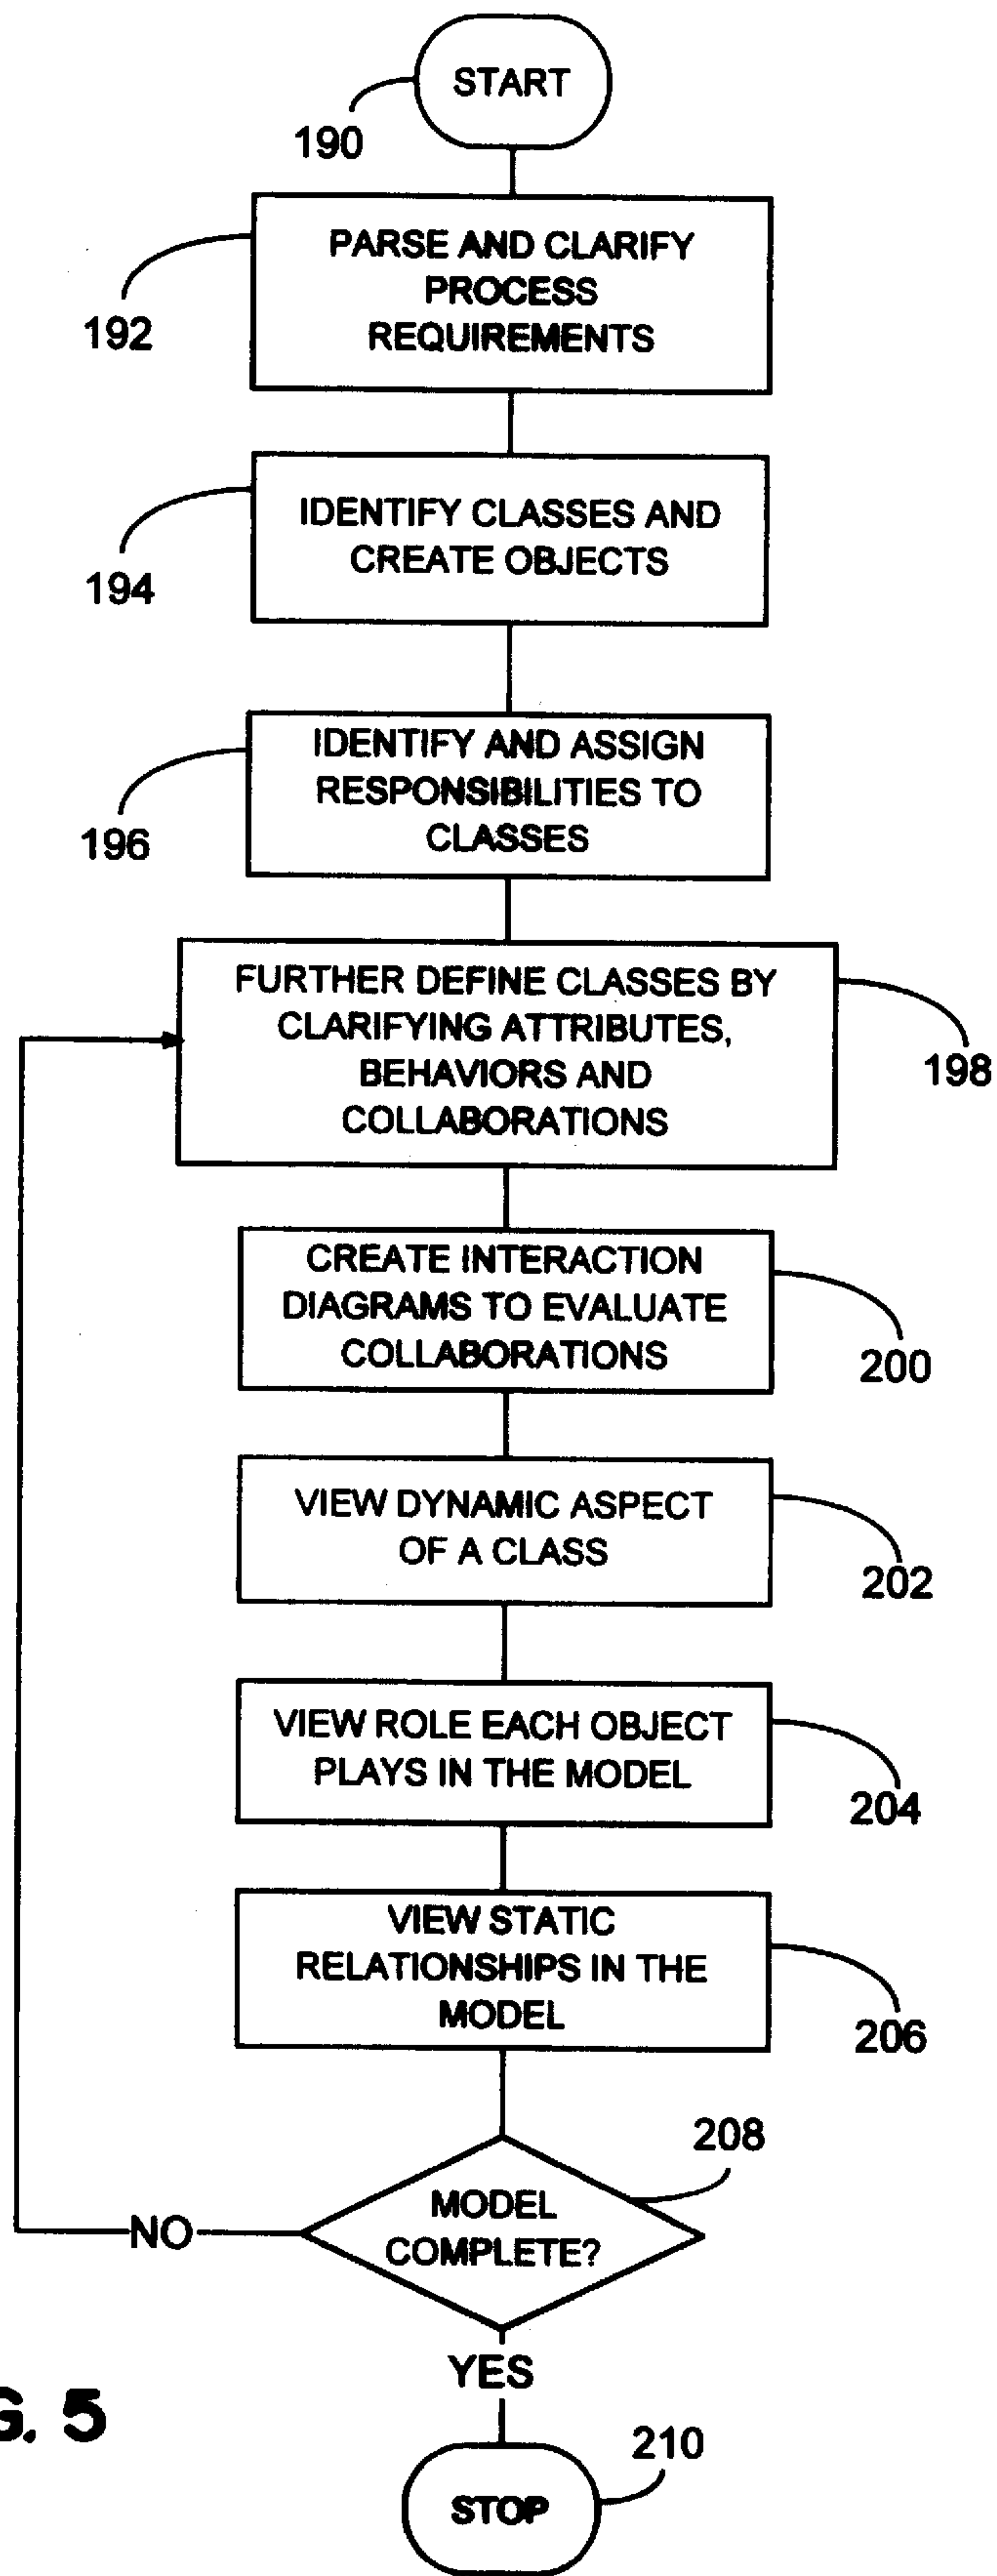 START
190
PARSE AND CLARIFY
PROCESS
REQUIREMENTS
192
IDENTIFY CLASSES AND
CREATE OBJECTS
194
IDENTIFY AND ASSIGN
RESPONSIBILITIES TO
CLASSES
196
FURTHER DEFINE CLASSES BY
CLARIFYING ATTRIBUTES,
BEHAVIORS AND
COLLABORATIONS
198
CREATE INTERACTION
DIAGRAMS TO EVALUATE
COLLABORATIONS
200
VIEW DYNAMIC ASPECT
OF A CLASS
202
VIEW ROLE EACH OBJECT
PLAYS IN THE MODEL
204
VIEW STATIC
RELATIONSHIPS IN THE
MODEL
206
208
MODEL
COMPLETE?
NO
YES
G. 5
210
STOP